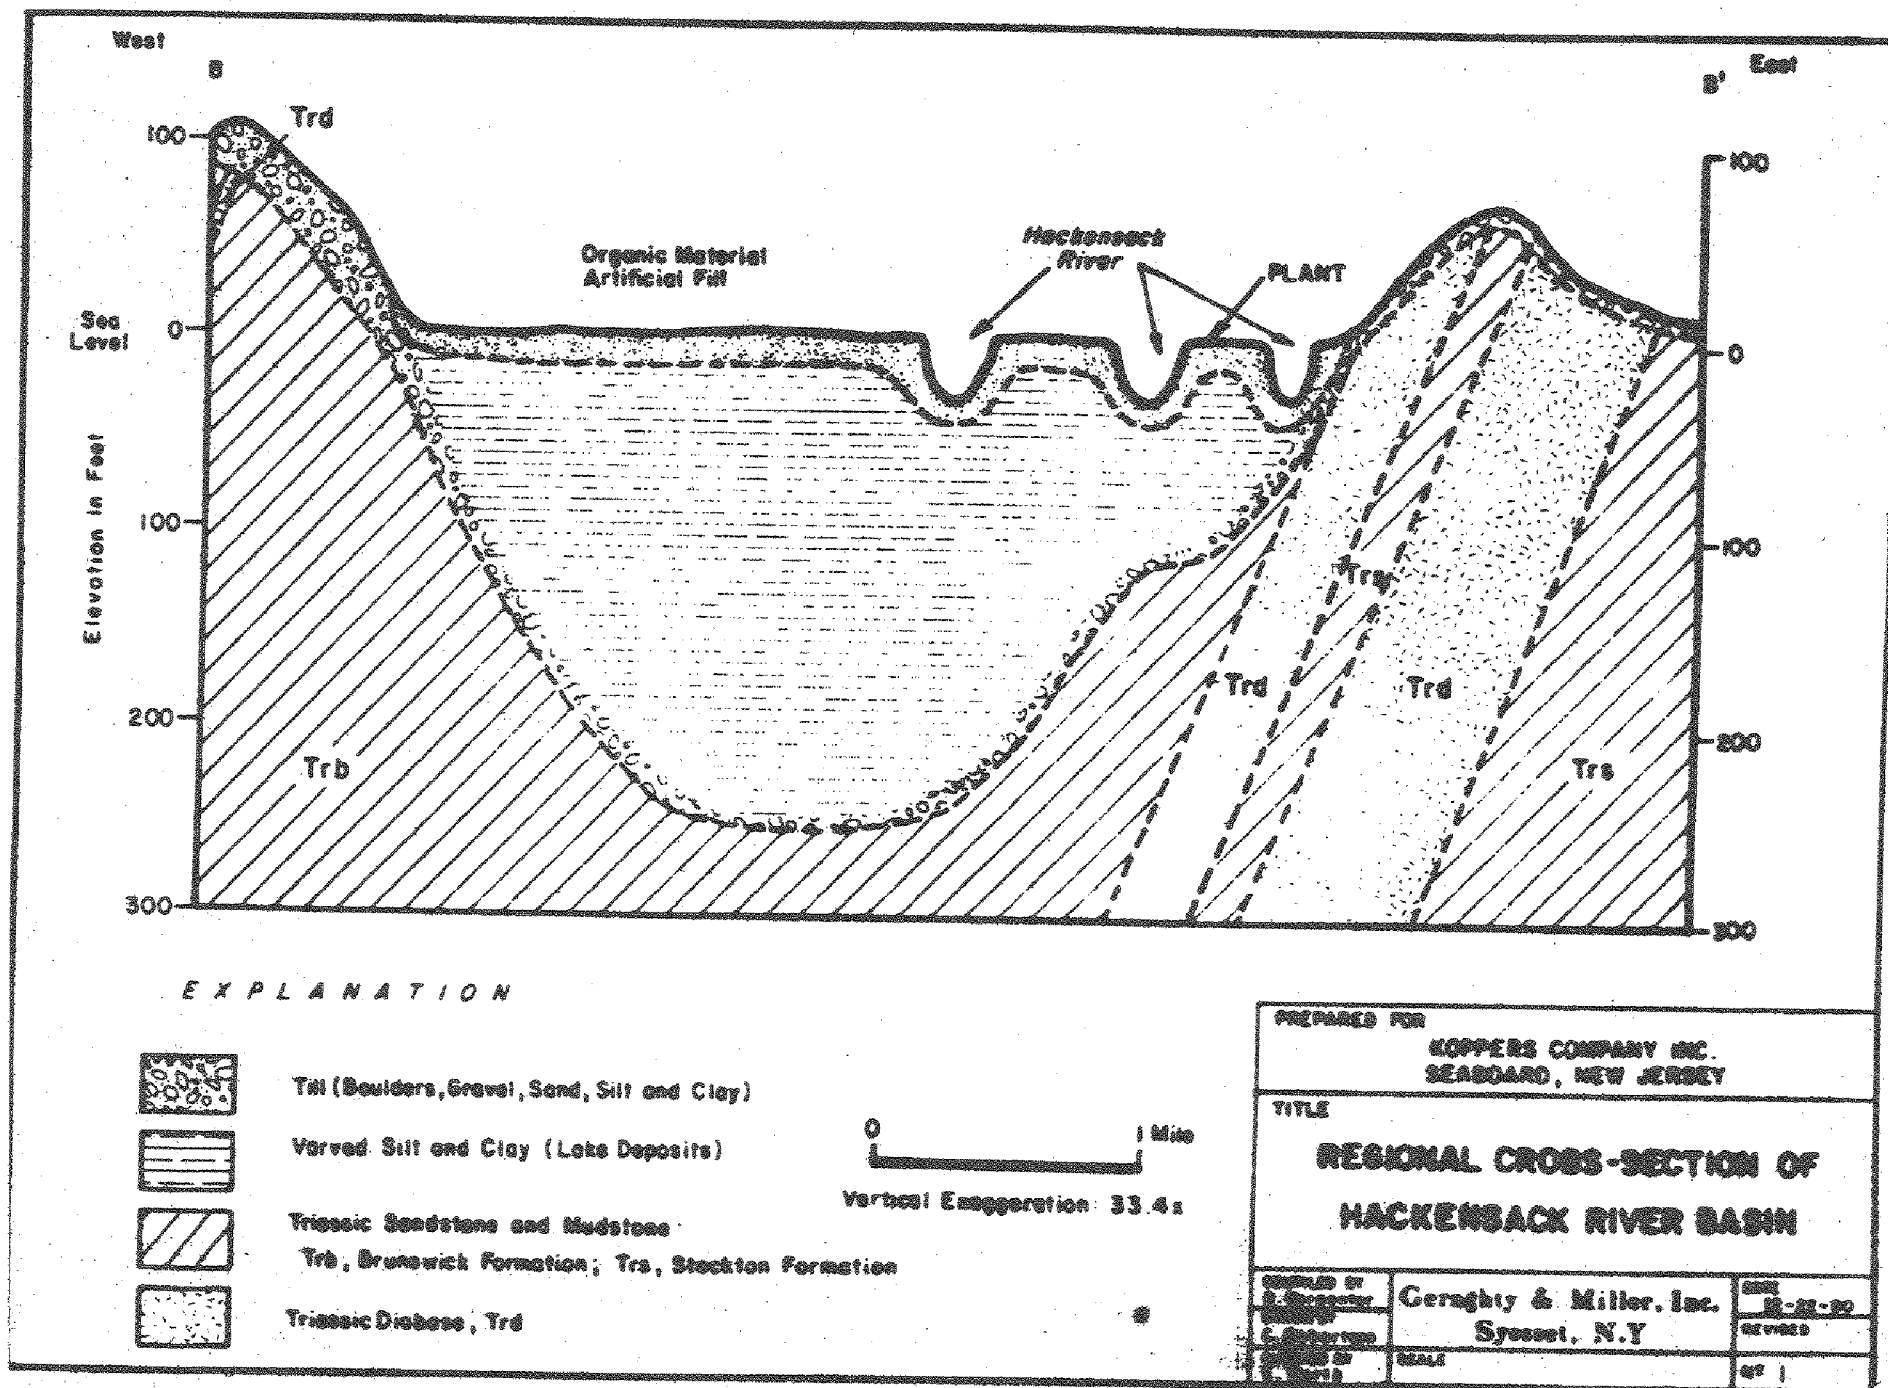 West
East
B
B'
Trd
100
100
Hackensack
River
Organic Material
Artificial Fill
PLANT
Sea
Level
0
0
Elevation in Feet
100
100
Trs
Trd
Trd
200
200
Trb
Trs
300
300
EXPLANATION
Till (Boulders, Gravel, Sand, Silt and Clay)
Varved Silt and Clay (Lake Deposits)
Triassic Sandstone and Mudstone
Trb, Brunswick Formation; Trs, Stockton Formation
Triassic Diabase, Trd
0
1 Mile
Vertical Exaggeration 33.4x
PREPARED FOR
KOPPERS COMPANY INC.
SEABOARD, NEW JERSEY
TITLE
REGIONAL CROSS-SECTION OF
HACKENSACK RIVER BASIN
COMPILED BY
Geraghty & Miller, Inc.
Syosset, N.Y
DATE
REVISED
SCALE
1